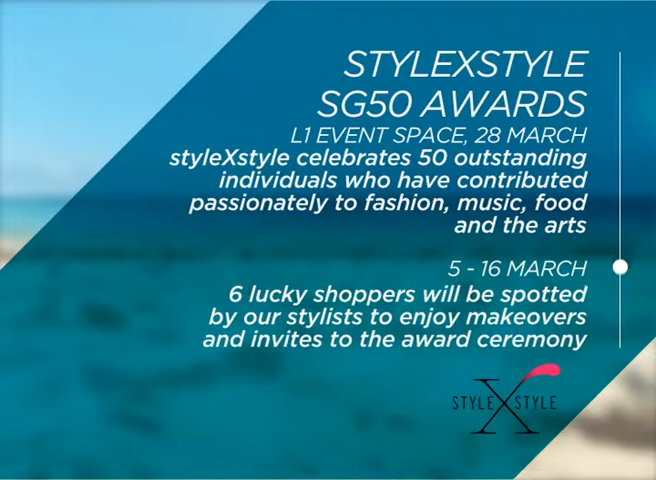 STYLEXSTYLE
SG50 AWARDS
L1 EVENT SPACE, 28 MARCH
styleXstyle celebrates 50 outstanding
individuals who have contributed
passionately to fashion, music, food
and the arts
5 - 16 MARCH
6 lucky shoppers will be spotted
by our stylists to enjoy makeovers
and invites to the award ceremony
STYLE X STYLE